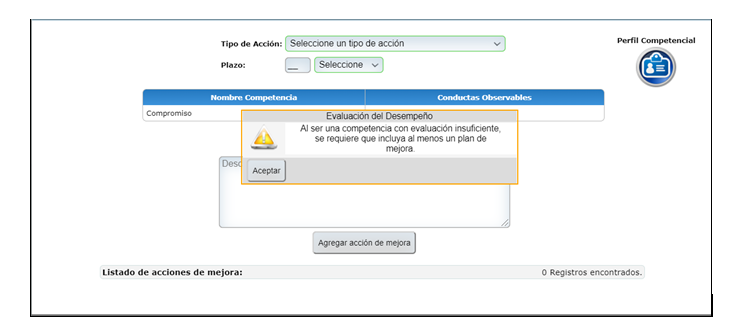 Tipo de Acción: Seleccione un tipo de acción
Perfil Competencial
Plazo: __ Seleccione
Nombre Competencia Conductas Observables
Compromiso
Evaluación del Desempeño
Al ser una competencia con evaluación insuficiente,
se requiere que incluya al menos un plan de
mejora.
Desc
Aceptar
Agregar acción de mejora
Listado de acciones de mejora: 0 Registros encontrados.